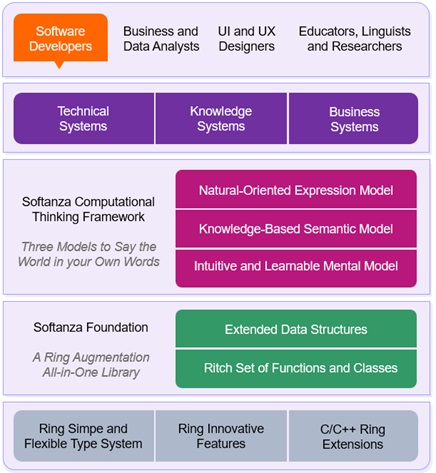 Software
Developers
Business and
Data Analysts
UI and UX
Designers
Educators, Linguists
and Researchers
Technical
Systems
Knowledge
Systems
Business
Systems
Softanza Computational
Thinking Framework
Three Models to Say the
World in your Own Words
Natural-Oriented Expression Model
Knowledge-Based Semantic Model
Intuitive and Learnable Mental Model
Softanza Foundation
A Ring Augmentation
All-in-One Library
Extended Data Structures
Ritch Set of Functions and Classes
Ring Simpe and
Flexible Type System
Ring Innovative
Features
C/C++ Ring
Extensions